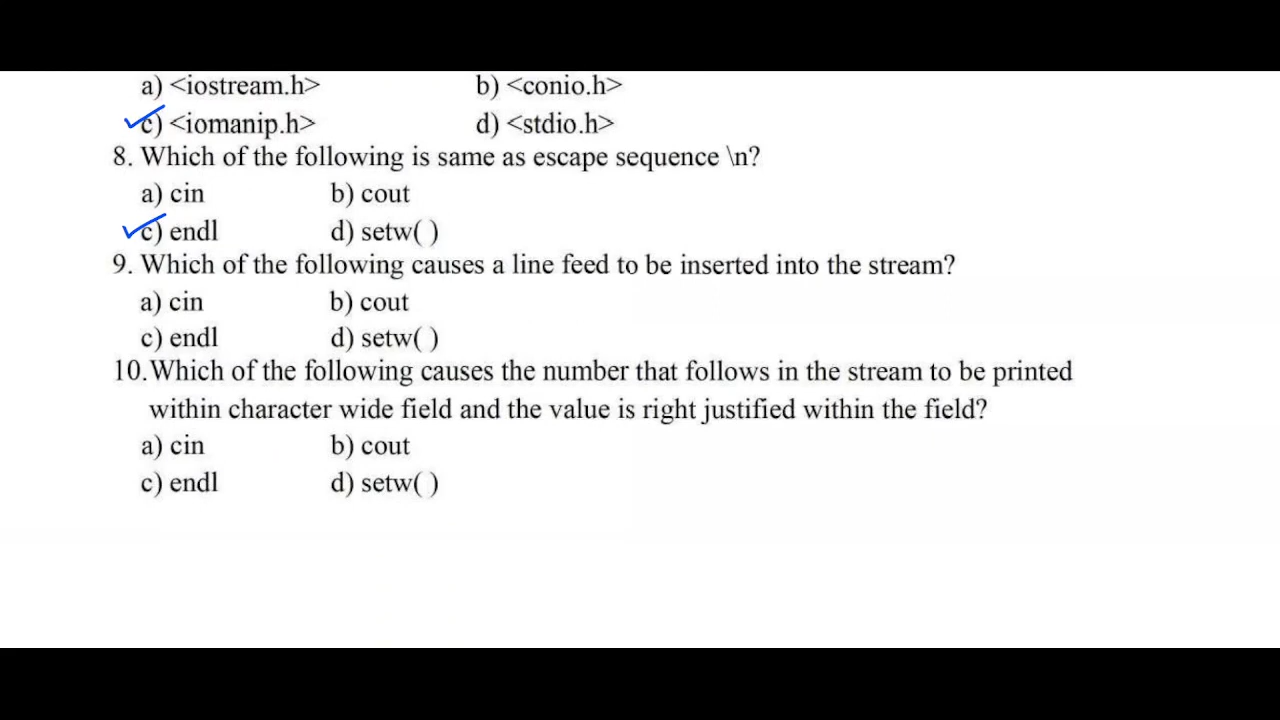 a) <iostream.h> b) <conio.h>
c) <iomanip.h> d) <stdio.h>
8. Which of the following is same as escape sequence \n?
a) cin b) cout
c) endl d) setw( )
9. Which of the following causes a line feed to be inserted into the stream?
a) cin b) cout
c) endl d) setw( )
10.Which of the following causes the number that follows in the stream to be printed
within character wide field and the value is right justified within the field?
a) cin b) cout
c) endl d) setw( )